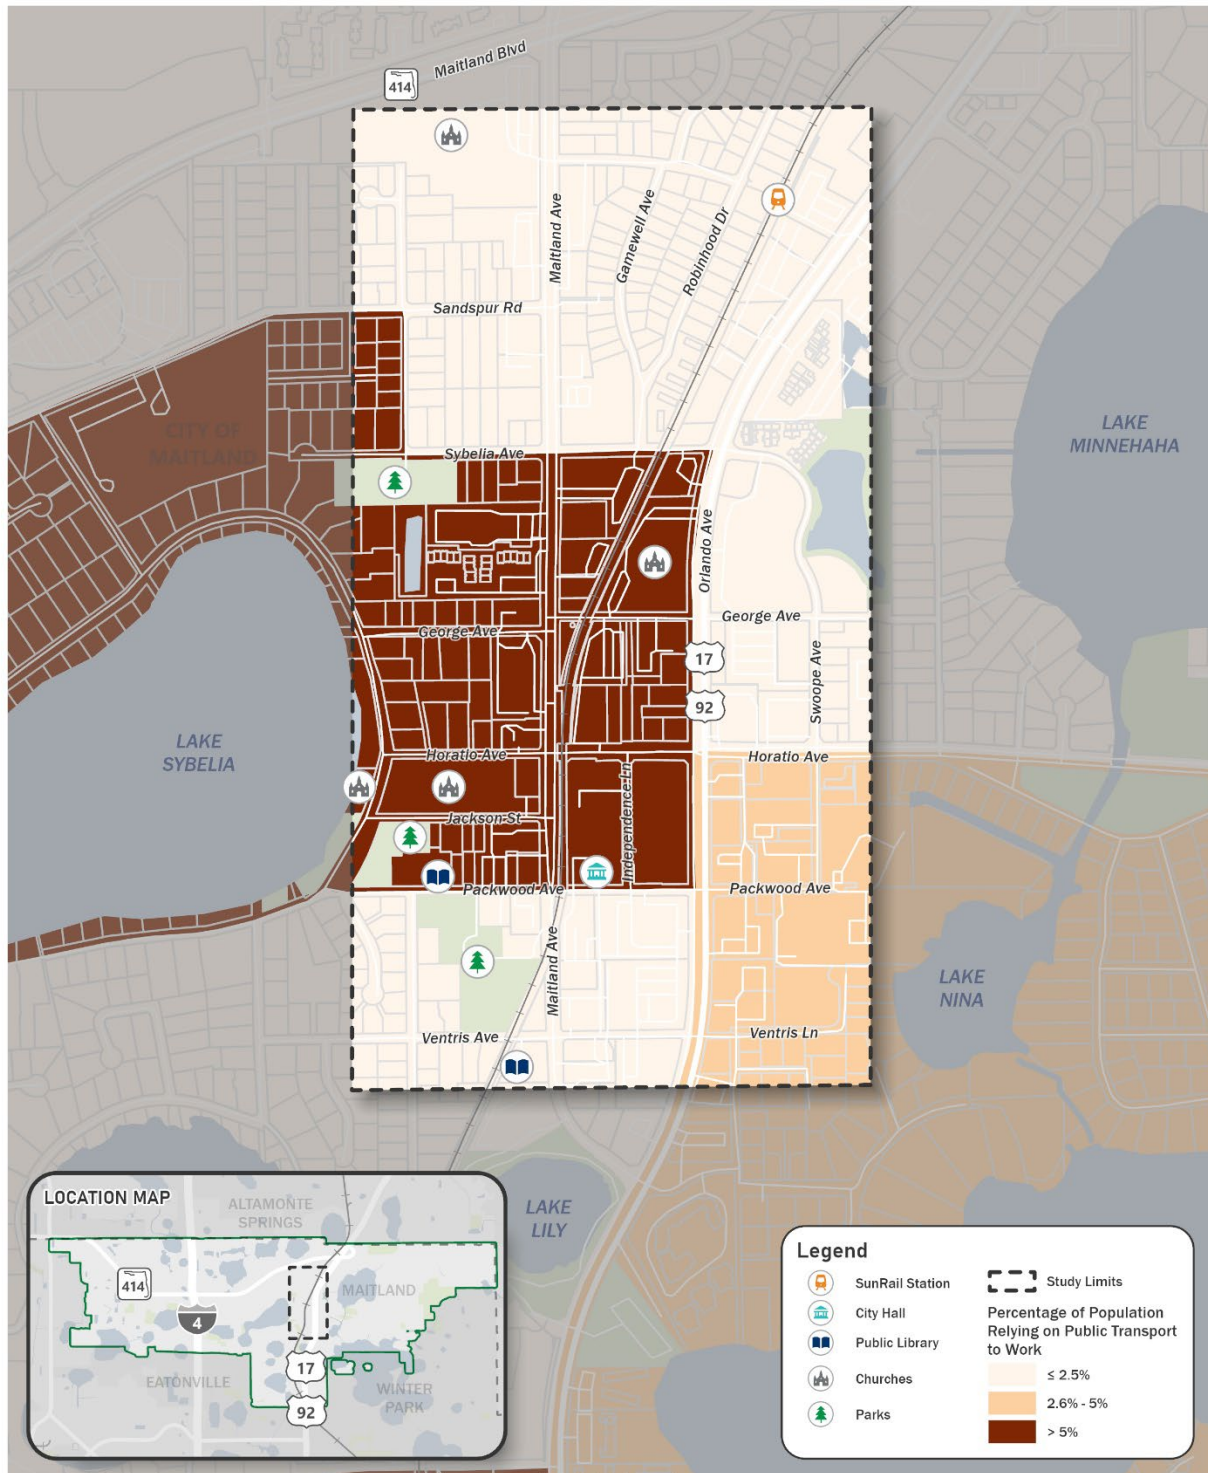 Maitland Blvd
414
Maitland Ave
Gamewell Ave
Robinhood Dr
Sandspur Rd
CITY OF
MAITLAND
Sybelia Ave
LAKE
MINNEHAHA
Orlando Ave
George Ave
George Ave
17
Swoope Ave
92
LAKE
SYBELIA
Horatio Ave
Horatio Ave
Independence Ln
Jackson St
Packwood Ave
Packwood Ave
Maitland Ave
LAKE
NINA
Ventris Ave
Ventris Ln
LAKE
LILY
LOCATION MAP
ALTAMONTE
SPRINGS
414
MAITLAND
4
17
EATONVILLE
WINTER
PARK
92
Legend
SunRail Station
City Hall
Public Library
Churches
Parks
Study Limits
Percentage of Population
Relying on Public Transport
to Work
≤ 2.5%
2.6% - 5%
> 5%